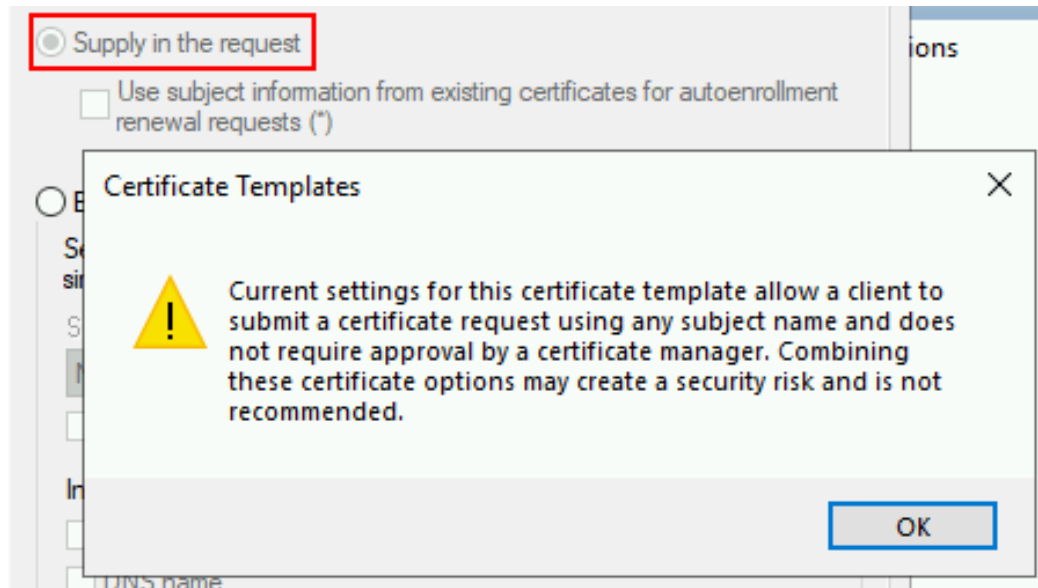 Supply in the request
ions
Use subject information from existing certificates for autoenrollment
renewal requests (*)
Certificate Templates
Current settings for this certificate template allow a client to
submit a certificate request using any subject name and does
not require approval by a certificate manager. Combining
these certificate options may create a security risk and is not
recommended.
OK
DNS name